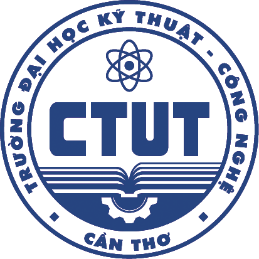 TRƯỜNG ĐẠI HỌC KỸ THUẬT - CÔNG NGHỆ
CTUT
CẦN THƠ